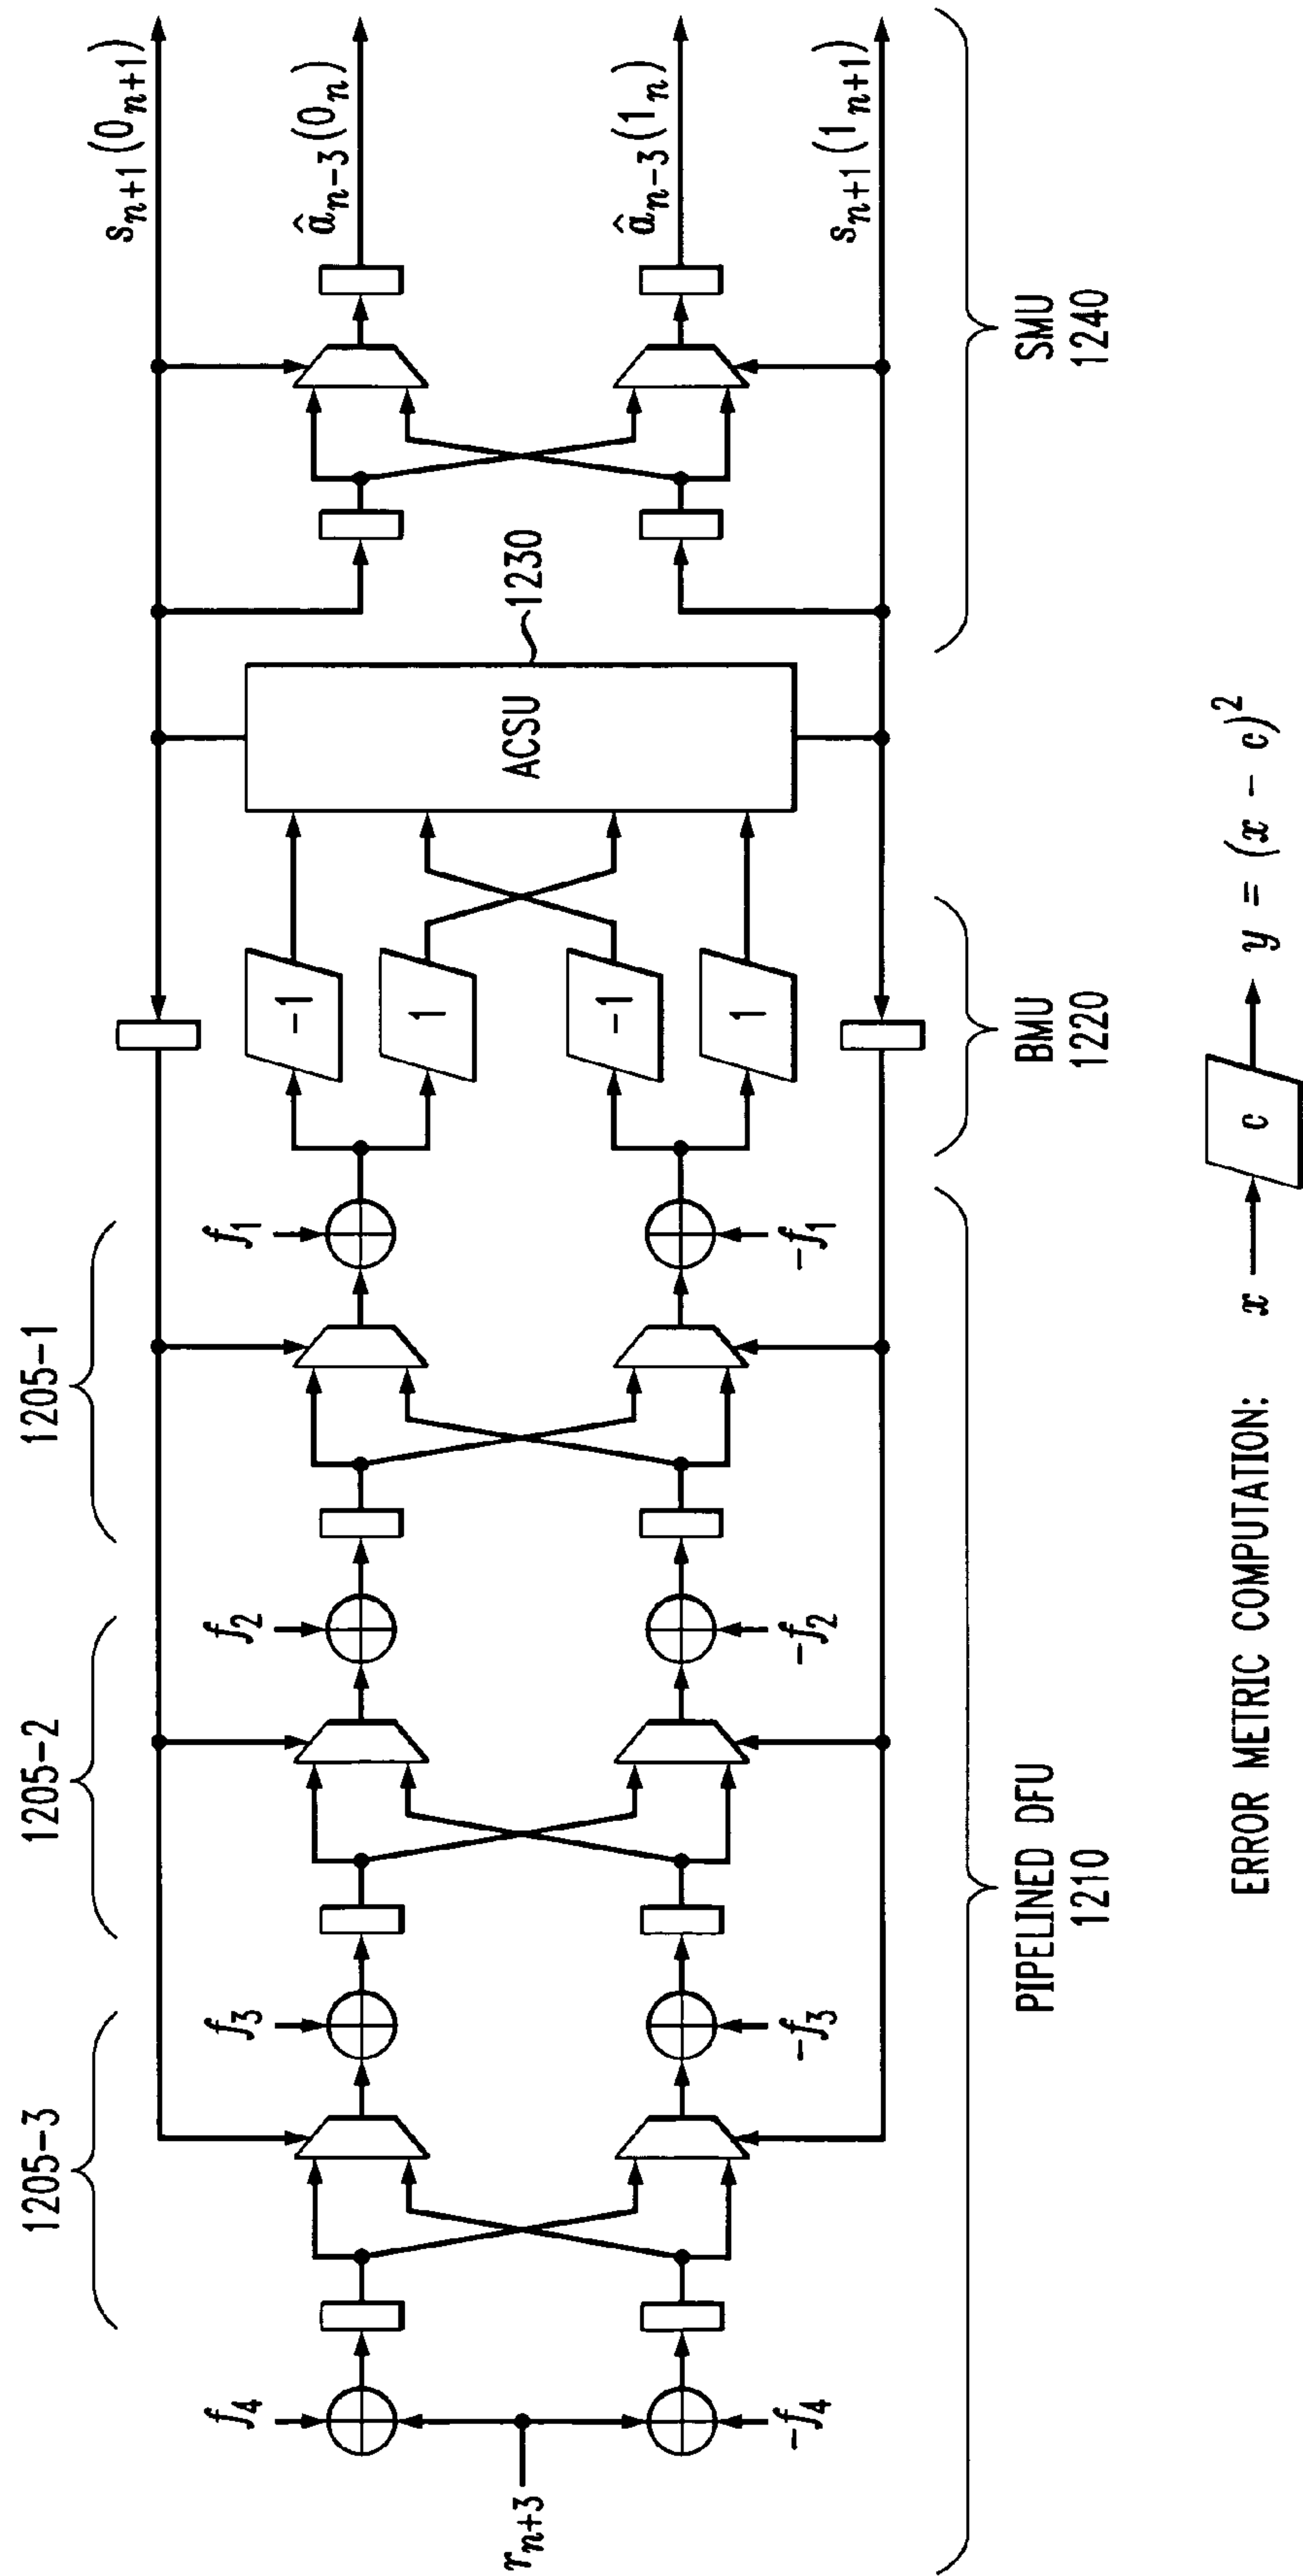 1205-3
1205-2
1205-1
s_{n+1}(0_{n+1})
f_4
f_3
f_2
f_1
â_{n-3}(0_n)
-1
1
ACSU
1230
r_{n+3}
-1
1
â_{n-3}(1_n)
-f_4
-f_3
-f_2
-f_1
s_{n+1}(1_{n+1})
PIPELINED DFU
1210
BMU
1220
SMU
1240
ERROR METRIC COMPUTATION: x c y = (x - c)^2